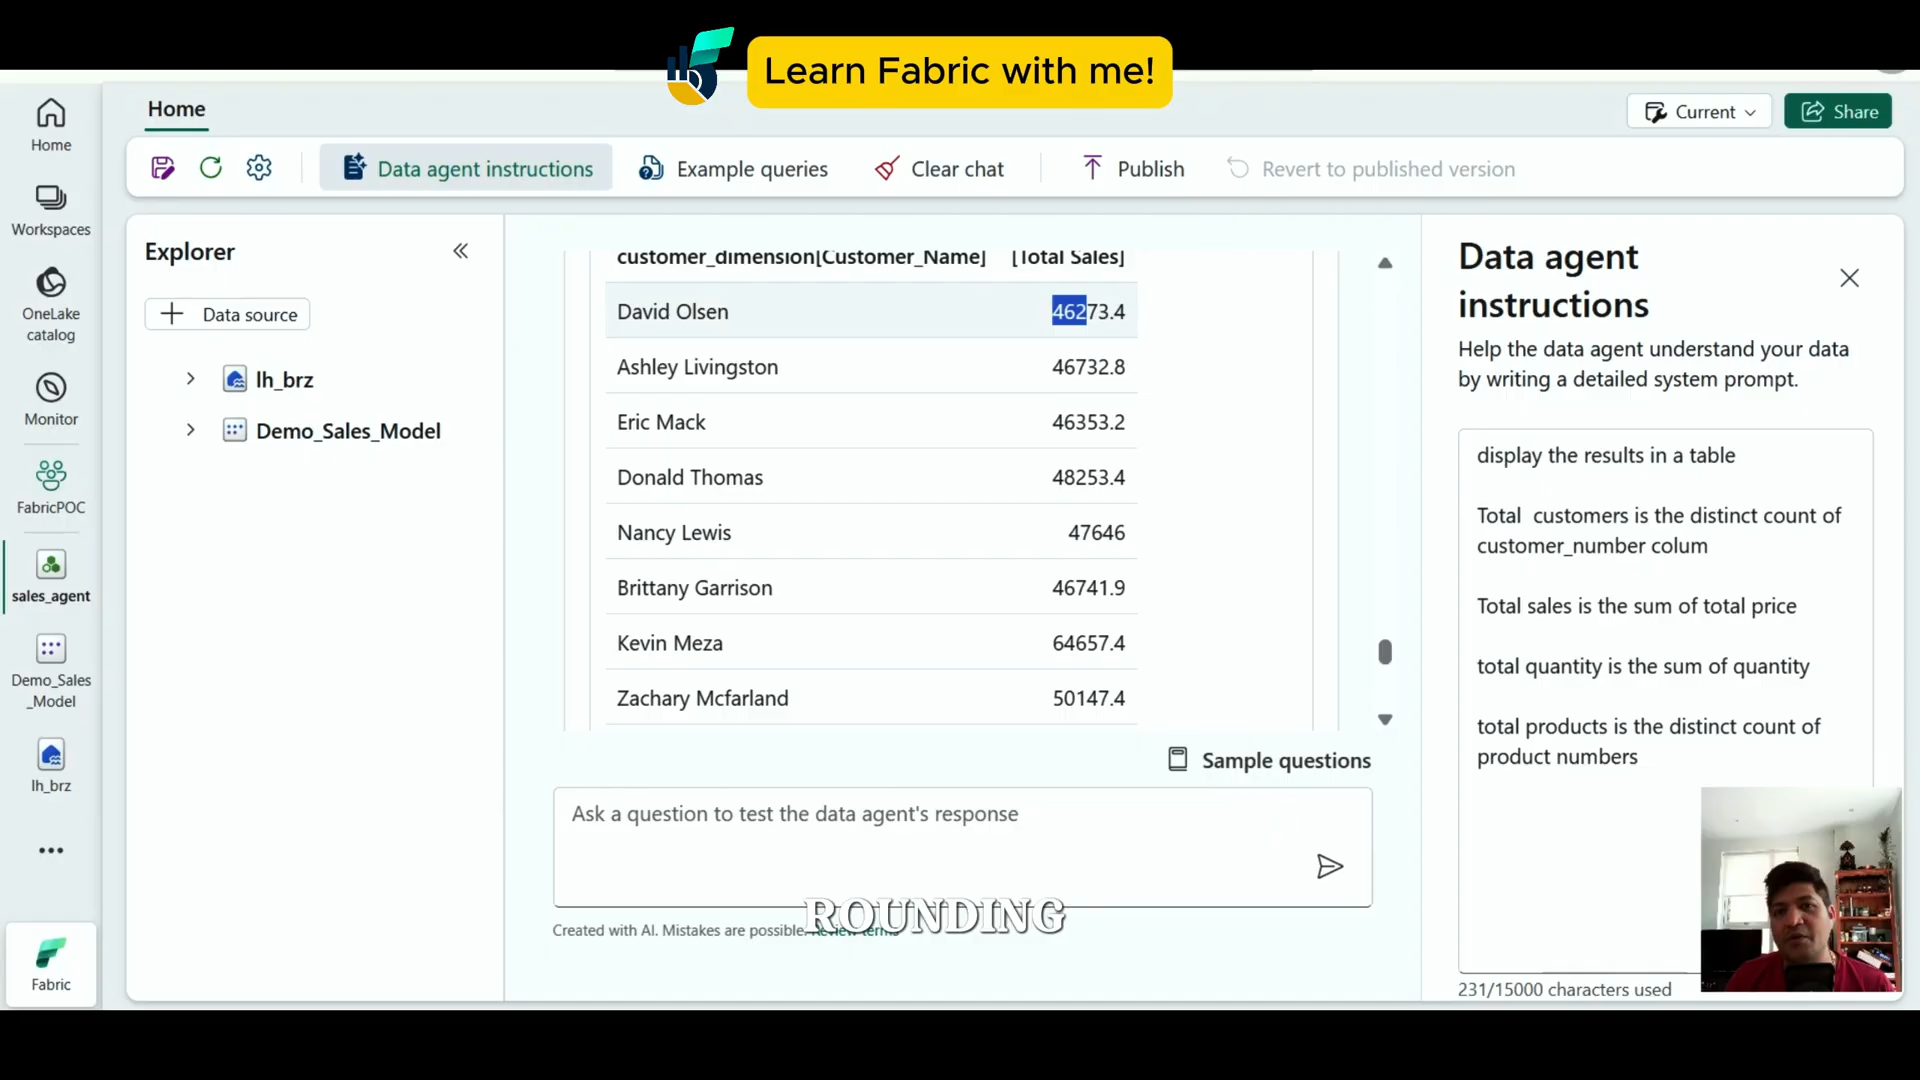 Learn Fabric with me!
Home
Current
Share
Home
Workspaces
OneLake
catalog
Monitor
FabricPOC
sales_agent
Demo_Sales
_Model
lh_brz
Fabric
Data agent instructions
Example queries
Clear chat
Publish
Revert to published version
Explorer
Data source
lh_brz
Demo_Sales_Model
customer_dimension[Customer_Name] [Total Sales]
David Olsen 46273.4
Ashley Livingston 46732.8
Eric Mack 46353.2
Donald Thomas 48253.4
Nancy Lewis 47646
Brittany Garrison 46741.9
Kevin Meza 64657.4
Zachary Mcfarland 50147.4
Sample questions
Ask a question to test the data agent's response
ROUNDING
Created with AI. Mistakes are possible. Review terms
Data agent
instructions
Help the data agent understand your data
by writing a detailed system prompt.
display the results in a table
Total  customers is the distinct count of
customer_number colum
Total sales is the sum of total price
total quantity is the sum of quantity
total products is the distinct count of
product numbers
231/15000 characters used